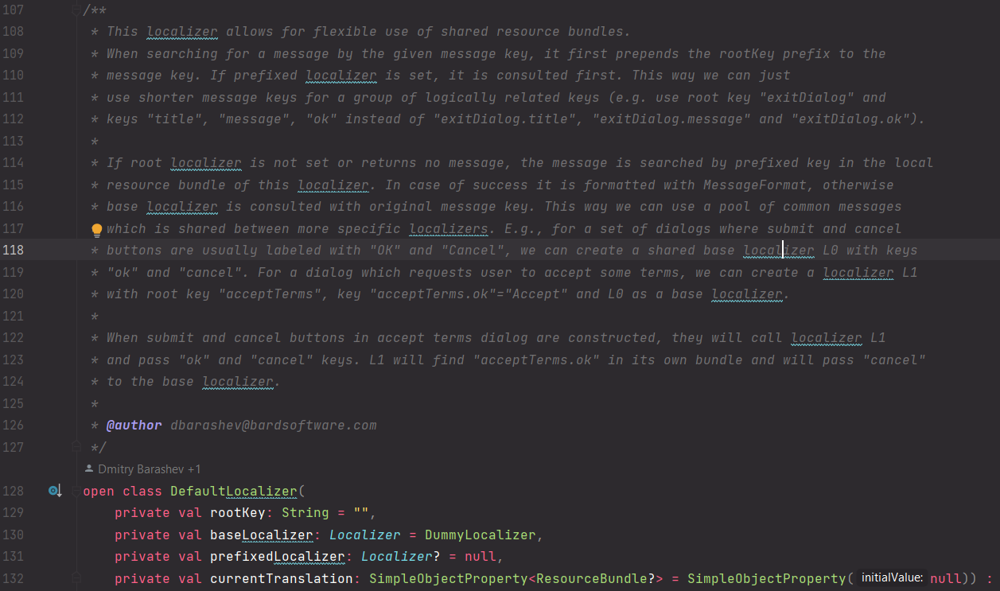 107 /**
108 * This localizer allows for flexible use of shared resource bundles.
109 * When searching for a message by the given message key, it first prepends the rootKey prefix to the
110 * message key. If prefixed localizer is set, it is consulted first. This way we can just
111 * use shorter message keys for a group of logically related keys (e.g. use root key "exitDialog" and
112 * keys "title", "message", "ok" instead of "exitDialog.title", "exitDialog.message" and "exitDialog.ok").
113 *
114 * If root localizer is not set or returns no message, the message is searched by prefixed key in the local
115 * resource bundle of this localizer. In case of success it is formatted with MessageFormat, otherwise
116 * base localizer is consulted with original message key. This way we can use a pool of common messages
117 which is shared between more specific localizers. E.g., for a set of dialogs where submit and cancel
118 * buttons are usually labeled with "OK" and "Cancel", we can create a shared base localizer L0 with keys
119 * "ok" and "cancel". For a dialog which requests user to accept some terms, we can create a localizer L1
120 * with root key "acceptTerms", key "acceptTerms.ok"="Accept" and L0 as a base localizer.
121 *
122 * When submit and cancel buttons in accept terms dialog are constructed, they will call localizer L1
123 * and pass "ok" and "cancel" keys. L1 will find "acceptTerms.ok" in its own bundle and will pass "cancel"
124 * to the base localizer.
125 *
126 * @author dbarashev@bardsoftware.com
127 */
Dmitry Barashev +1
128 open class DefaultLocalizer(
129 private val rootKey: String = "",
130 private val baseLocalizer: Localizer = DummyLocalizer,
131 private val prefixedLocalizer: Localizer? = null,
132 private val currentTranslation: SimpleObjectProperty<ResourceBundle?> = SimpleObjectProperty( initialValue: null)) :